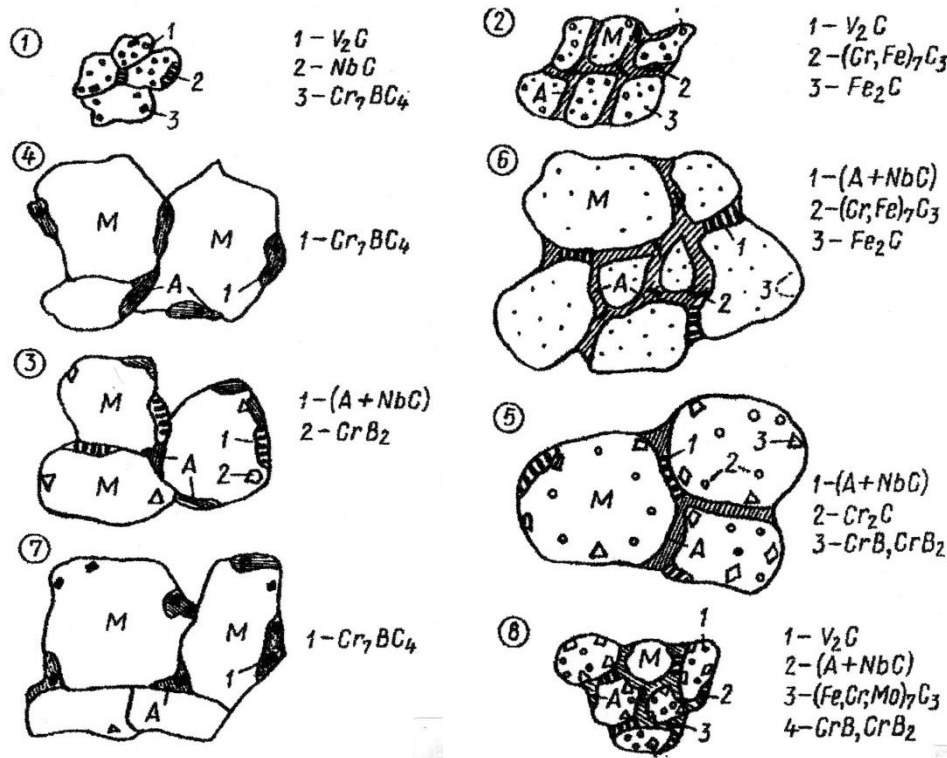 ①
1
2
3
1 – V₂C
2 – NbC
3 – Cr₇BC₄
②
M
A
1
2
3
1 – V₂C
2 – (Cr,Fe)₇C₃
3 – Fe₂C
④
M
M
A
1
1 – Cr₇BC₄
⑥
M
A
1
2
3
1 – (A + NbC)
2 – (Cr,Fe)₇C₃
3 – Fe₂C
③
M
M
A
1
2
1 – (A + NbC)
2 – CrB₂
⑤
M
A
1
2
3
1 – (A + NbC)
2 – Cr₂C
3 – CrB, CrB₂
⑦
M
M
A
1
1 – Cr₇BC₄
⑧
M
A
1
2
3
1 – V₂C
2 – (A + NbC)
3 – (Fe,Cr,Mo)₇C₃
4 – CrB, CrB₂